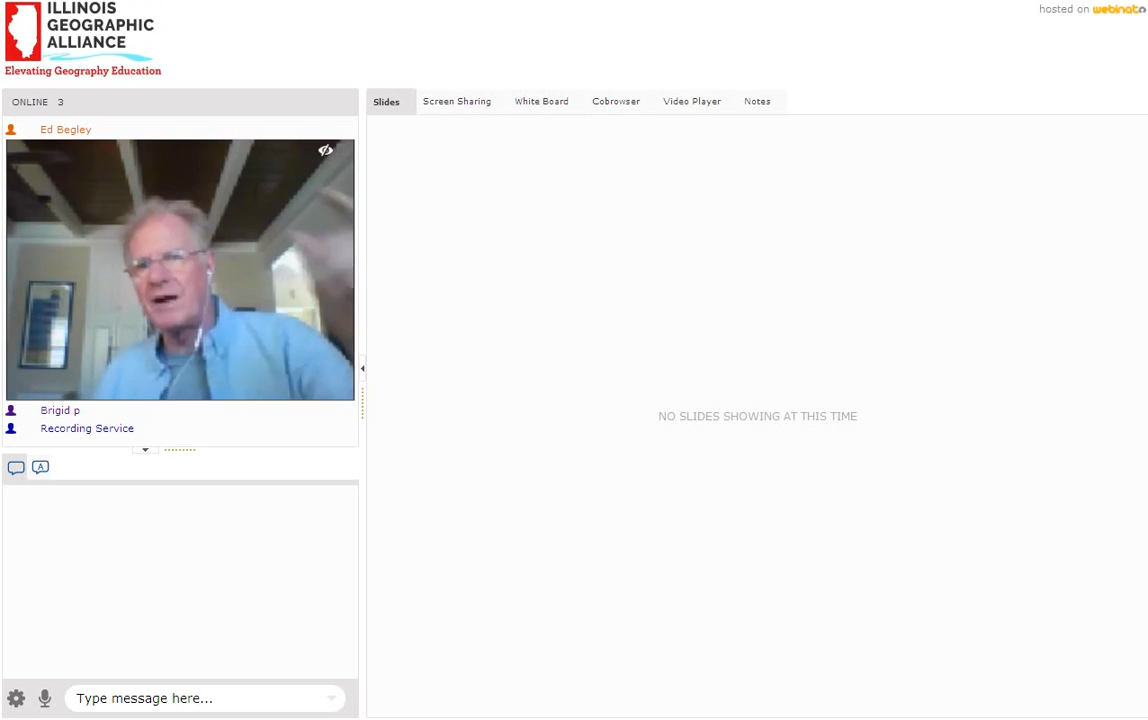 ILLINOIS
GEOGRAPHIC
ALLIANCE
Elevating Geography Education
hosted on webinato
ONLINE 3
Ed Begley
Brigid p
Recording Service
A
Type message here...
Slides Screen Sharing White Board Cobrowser Video Player Notes
NO SLIDES SHOWING AT THIS TIME